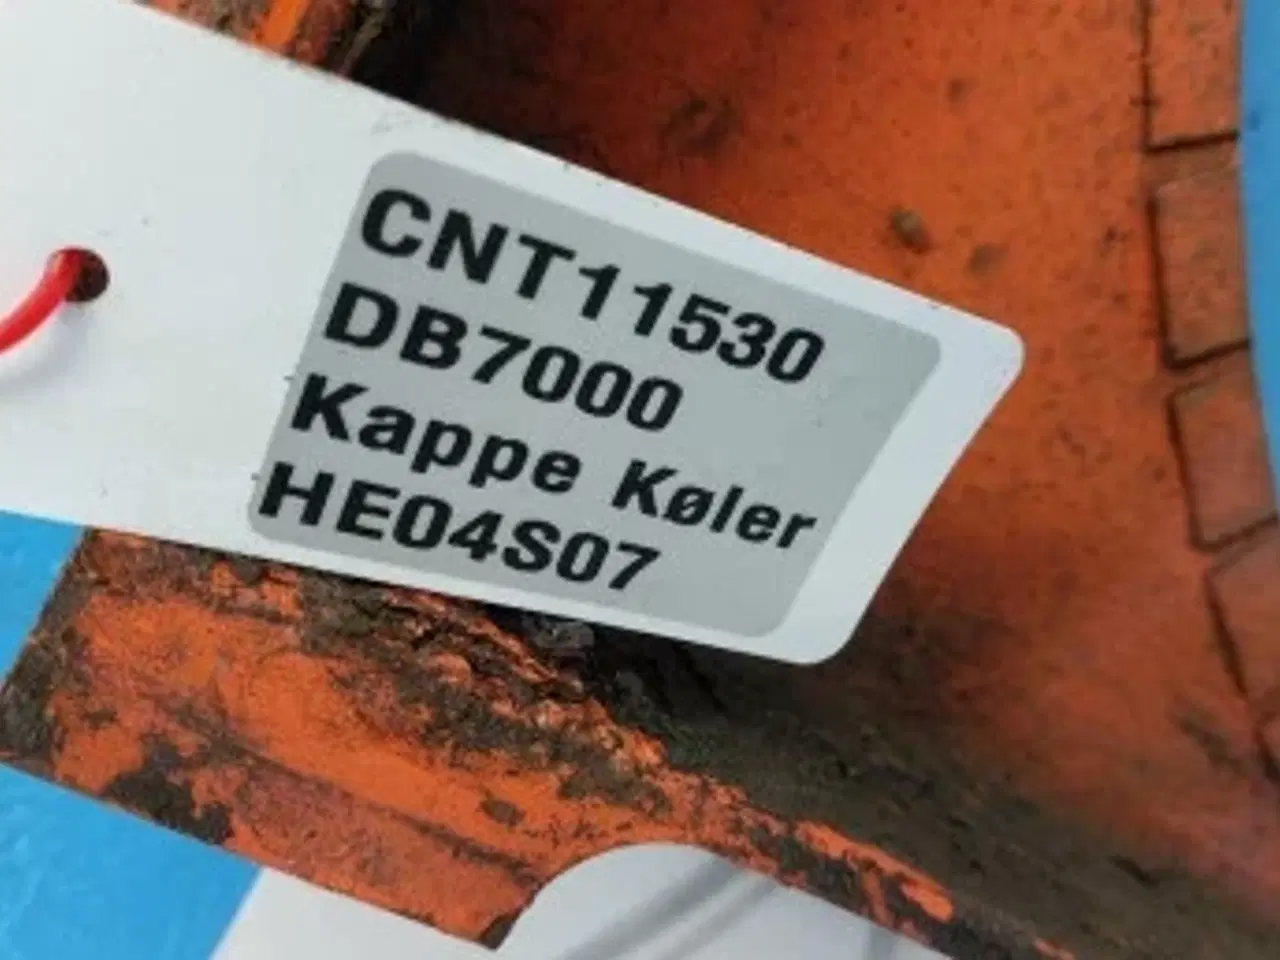 CNT11530
DB7000
Kappe Køler
HE04S07